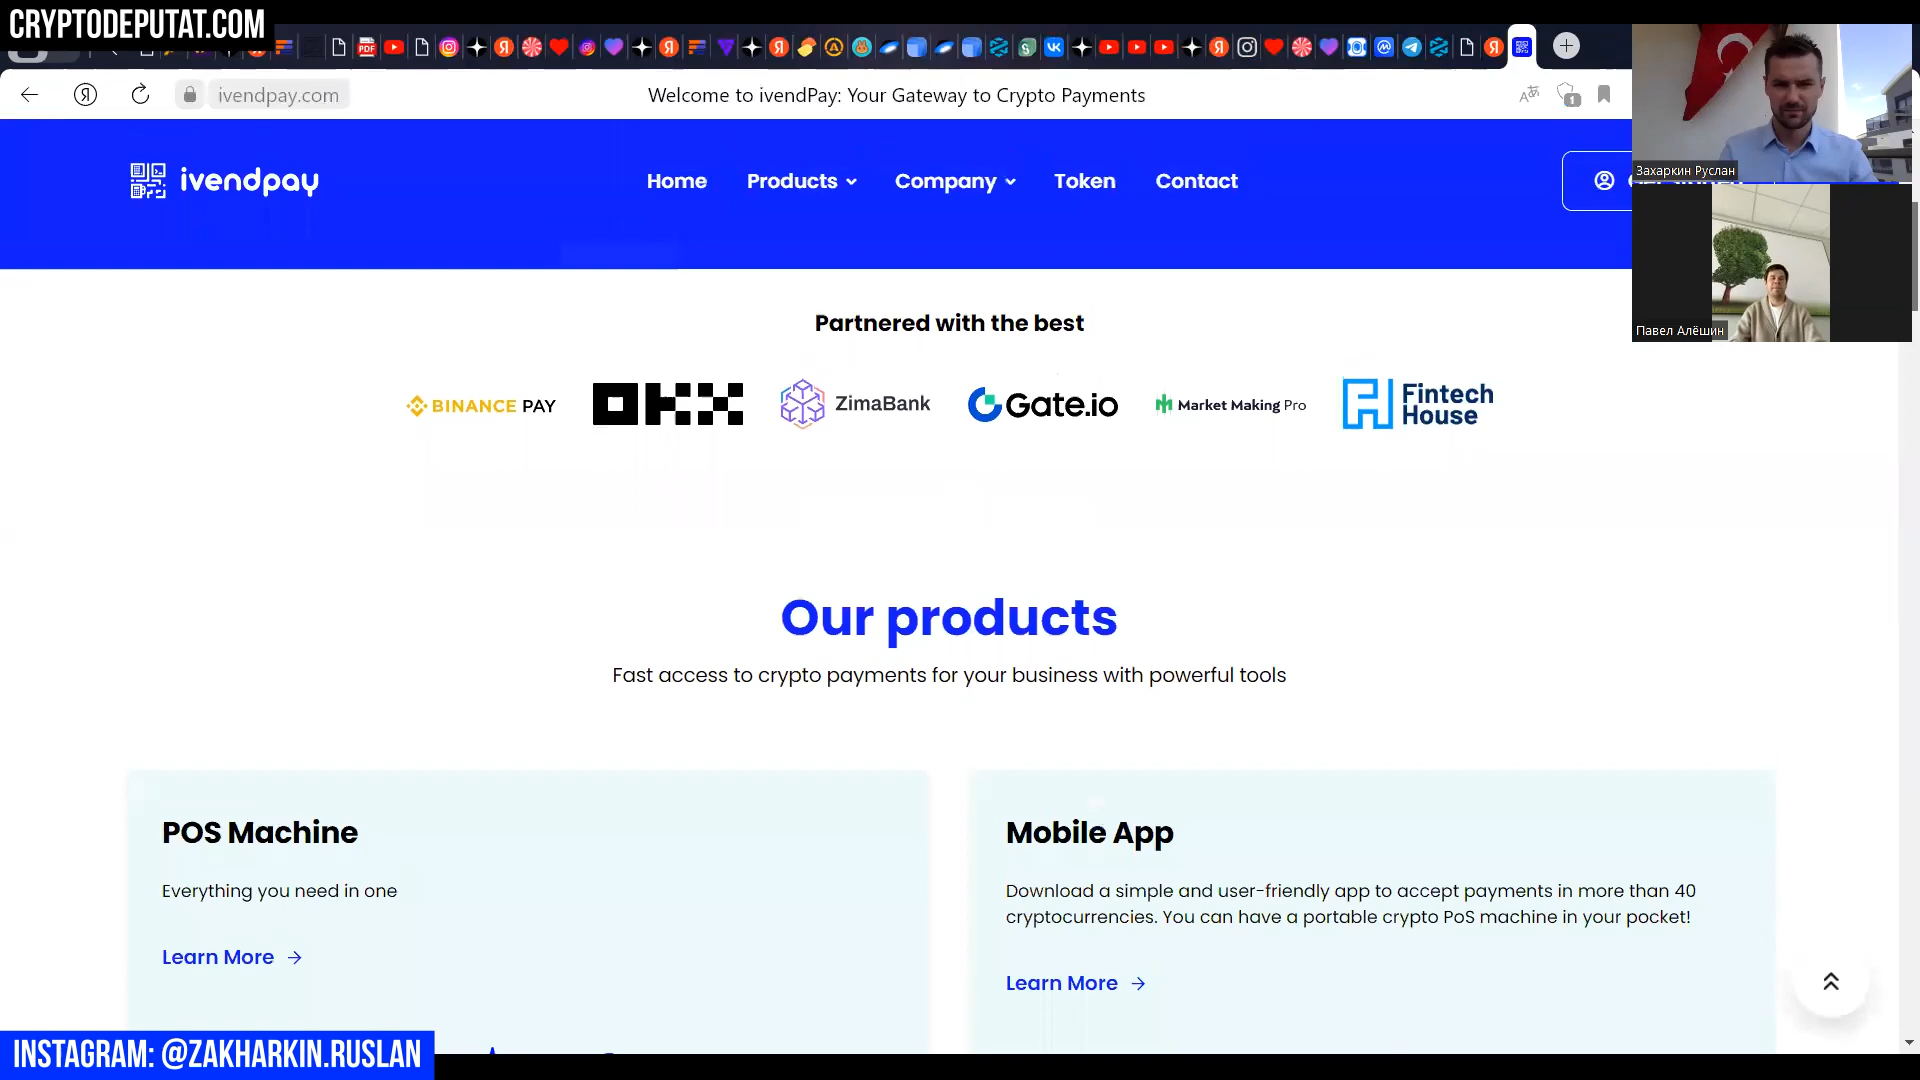 CRYPTODEPUTAT.COM
ivendpay.com
Welcome to ivendPay: Your Gateway to Crypto Payments
1
ivendpay
Home
Products
Company
Token
Contact
Захаркин Руслан
Павел Алёшин
Partnered with the best
BINANCE PAY
OKX
ZimaBank
Gate.io
Market Making Pro
Fintech
House
Our products
Fast access to crypto payments for your business with powerful tools
POS Machine
Everything you need in one
Learn More →
Mobile App
Download a simple and user-friendly app to accept payments in more than 40
cryptocurrencies. You can have a portable crypto PoS machine in your pocket!
Learn More →
INSTAGRAM: @ZAKHARKIN.RUSLAN